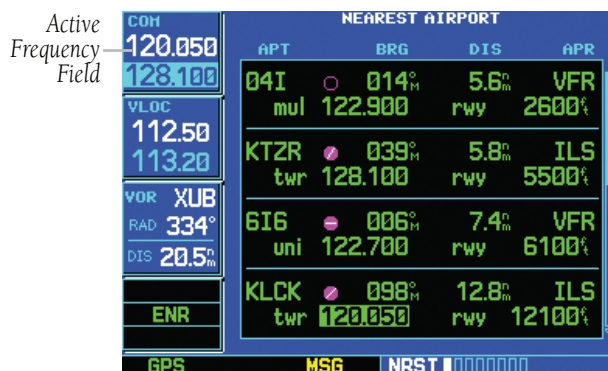 Active
Frequency
Field
COM
120.050
128.100
VLOC
112.50
113.20
VOR XUB
RAD 334°
DIS 20.5nm
ENR
NEAREST AIRPORT
APT BRG DIS APR
04I 014°M 5.6nm VFR
mul 122.900 rwy 2600ft
KTZR 039°M 5.8nm ILS
twr 128.100 rwy 5500ft
6I6 006°M 7.4nm VFR
uni 122.700 rwy 6100ft
KLCK 098°M 12.8nm ILS
twr 120.050 rwy 12100ft
GPS MSG NRST